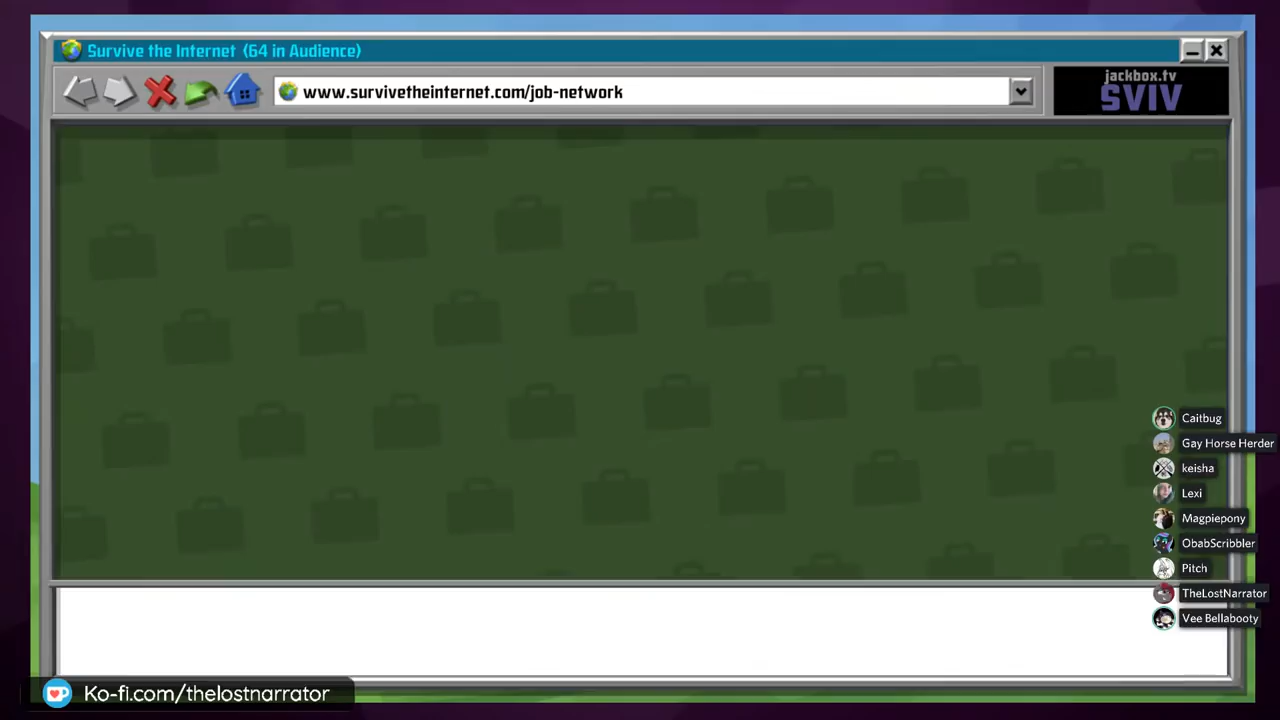 Survive the Internet (64 in Audience)
www.survivetheinternet.com/job-network
jackbox.tv
SVIV
Caitbug
Gay Horse Herder
keisha
Lexi
Magpiepony
ObabScribbler
Pitch
TheLostNarrator
Vee Bellabooty
Ko-fi.com/thelostnarrator